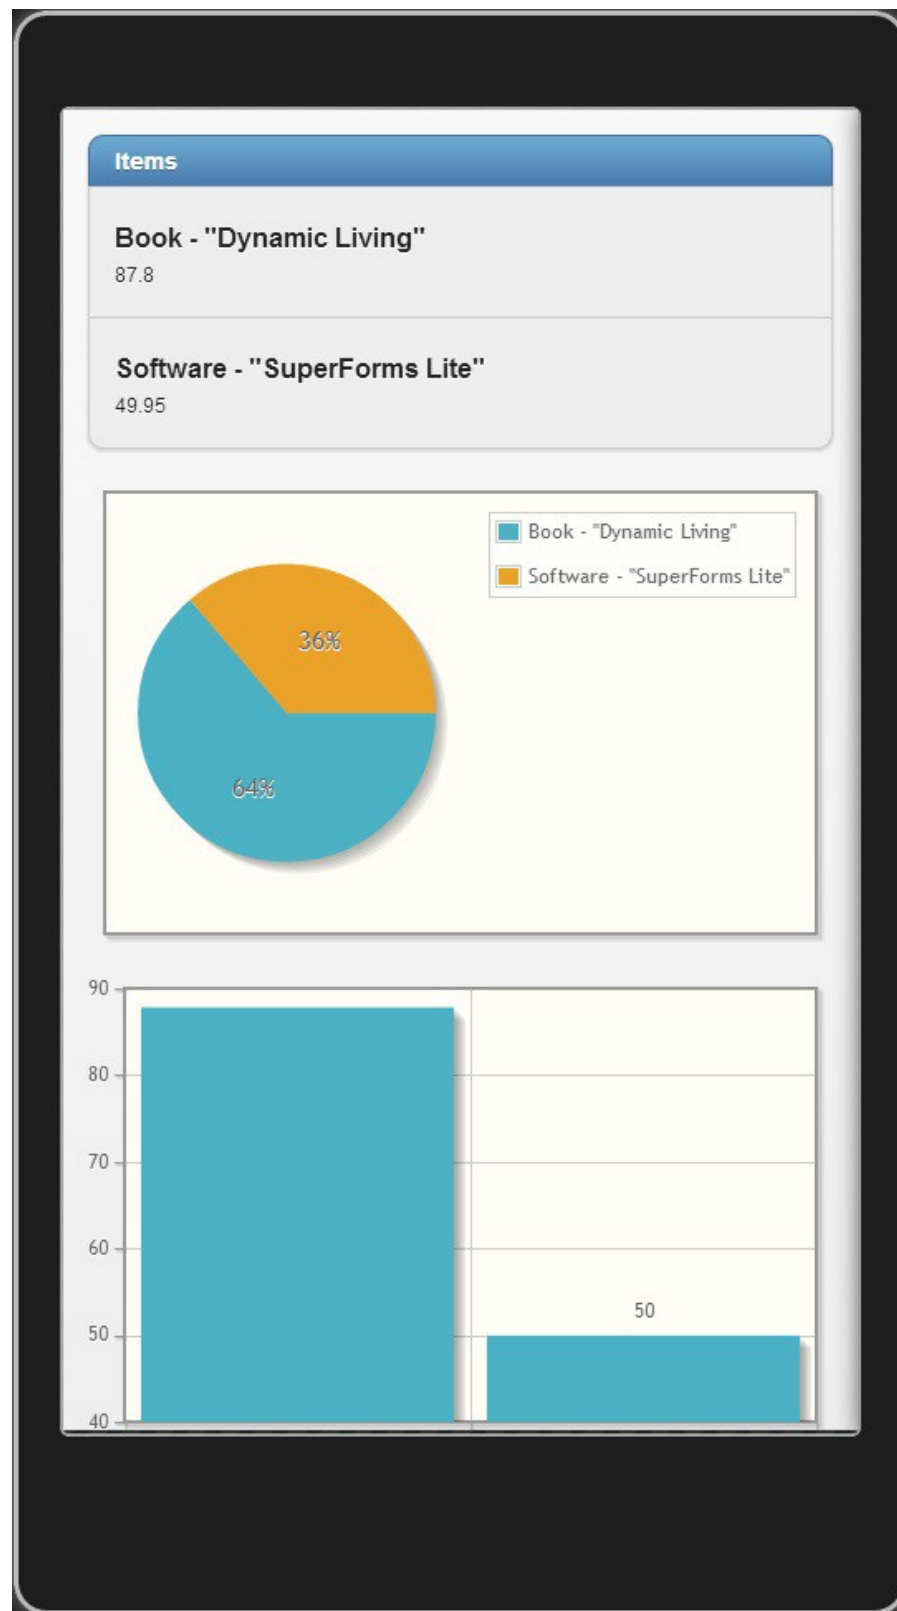 Items
Book - "Dynamic Living"
87.8
Software - "SuperForms Lite"
49.95
Book - "Dynamic Living"
Software - "SuperForms Lite"
36%
64%
90
80
70
60
50
50
40